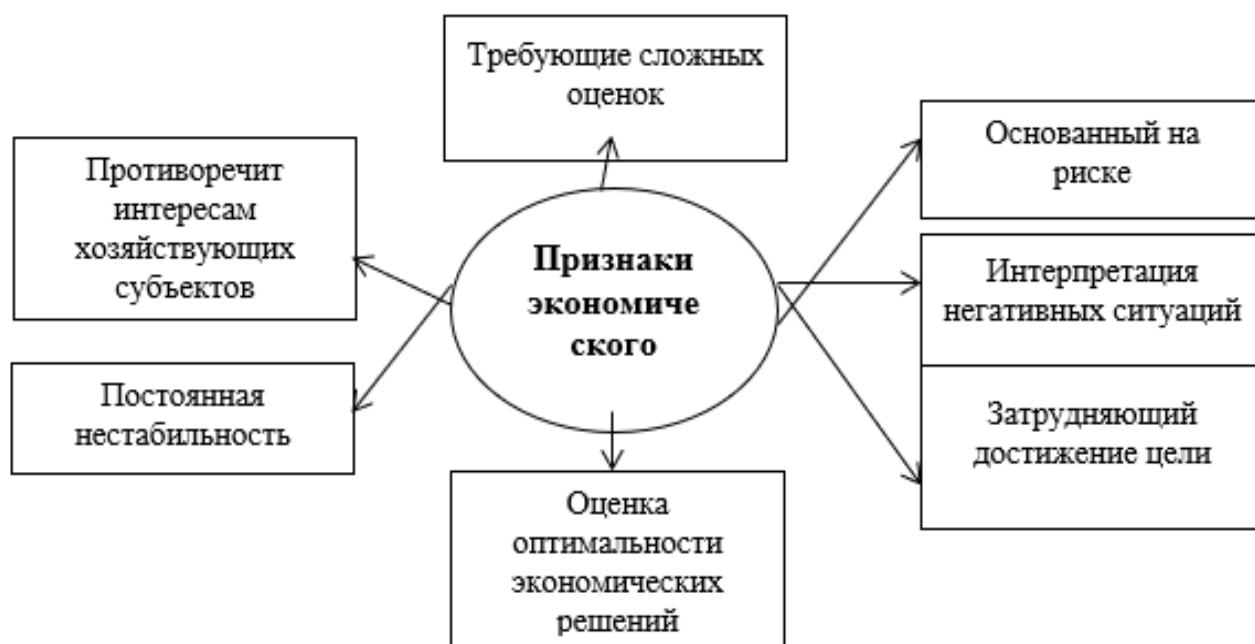 Требующие сложных
оценок
Противоречит
интересам
хозяйствующих
субъектов
Основанный на
риске
Признаки
экономиче
ского
Интерпретация
негативных ситуаций
Постоянная
нестабильность
Затрудняющий
достижение цели
Оценка
оптимальности
экономических
решений